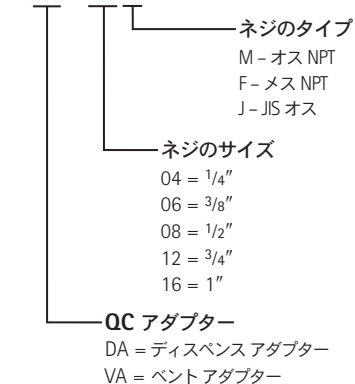 ネジのタイプ
M – オス NPT
F – メス NPT
J – JIS オス
ネジのサイズ
04 = 1/4"
06 = 3/8"
08 = 1/2"
12 = 3/4"
16 = 1"
QC アダプター
DA = ディスペンス アダプター
VA = ベント アダプター